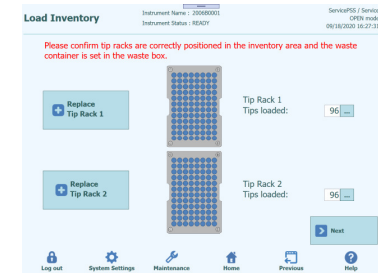 Load Inventory
Instrument Name : 200680001
Instrument Status : READY
ServicePSS / Service
OPEN mode
09/18/2020 16:27:31
Please confirm tip racks are correctly positioned in the inventory area and the waste
container is set in the waste box.
Replace
Tip Rack 1
Tip Rack 1
Tips loaded:
96 ...
Replace
Tip Rack 2
Tip Rack 2
Tips loaded:
96 ...
Next
Log out
System Settings
Maintenance
Home
Previous
Help